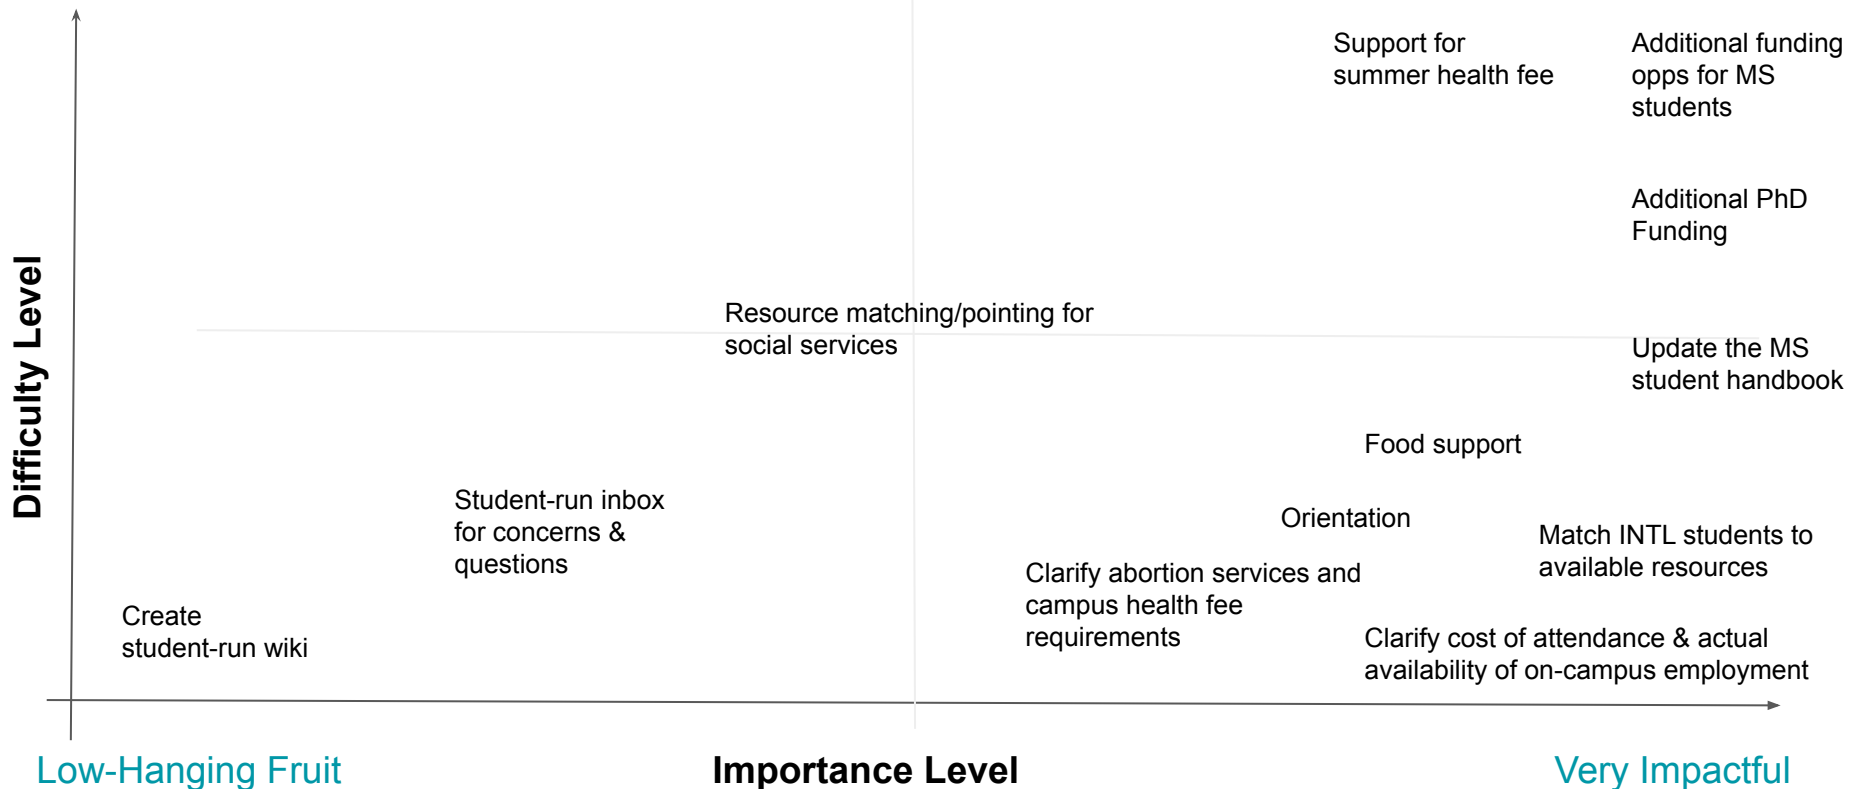 Support for
summer health fee
Additional funding
opps for MS
students
Additional PhD
Funding
Difficulty Level
Resource matching/pointing for
social services
Update the MS
student handbook
Food support
Student-run inbox
for concerns &
questions
Orientation
Match INTL students to
available resources
Clarify abortion services and
campus health fee
requirements
Create
student-run wiki
Clarify cost of attendance & actual
availability of on-campus employment
Low-Hanging Fruit
Importance Level
Very Impactful